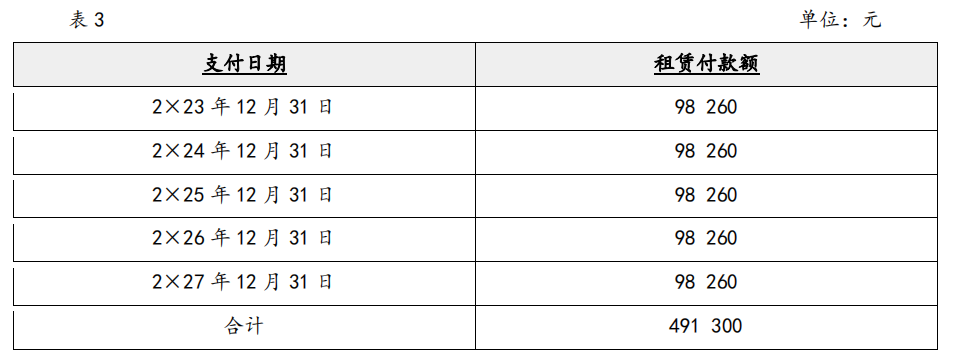 表3 单位：元
支付日期 租赁付款额
2×23 年 12 月 31 日 98 260
2×24 年 12 月 31 日 98 260
2×25 年 12 月 31 日 98 260
2×26 年 12 月 31 日 98 260
2×27 年 12 月 31 日 98 260
合计 491 300